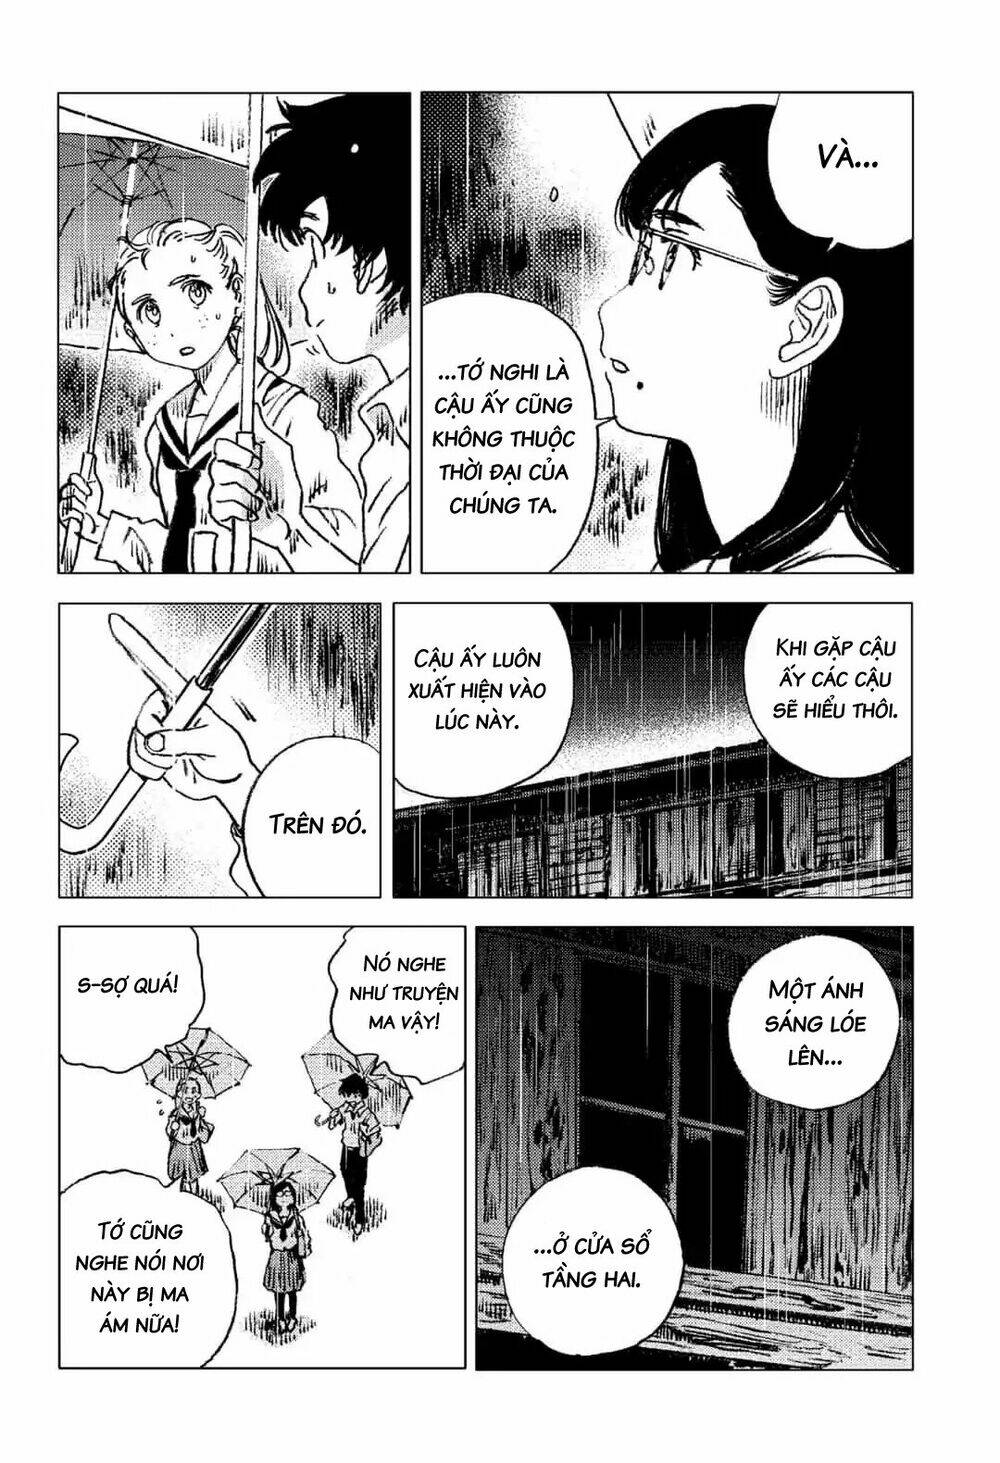 VÀ...
...TỚ NGHI LÀ
CẬU ẤY CŨNG
KHÔNG THUỘC
THỜI ĐẠI CỦA
CHÚNG TA.
KHI GẶP CẬU
ẤY CÁC CẬU
SẼ HIỂU THÔI.
CẬU ẤY LUÔN
XUẤT HIỆN VÀO
LÚC NÀY.
TRÊN ĐÓ.
MỘT ÁNH
SÁNG LÓE
LÊN...
...Ở CỬA SỔ
TẦNG HAI.
NÓ NGHE
NHƯ TRUYỆN
MA VẬY!
S-SỢ QUÁ!
TỚ CŨNG
NGHE NÓI NƠI
NÀY BỊ MA
ÁM NỮA!